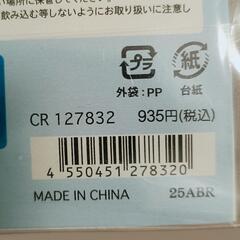 い場所に保管してください。
飲み込む等しないようにお取り扱いに注意し
プラ
紙
外袋:PP 台紙
CR 127832 935円(税込)
4 550451 278320
MADE IN CHINA 25ABR